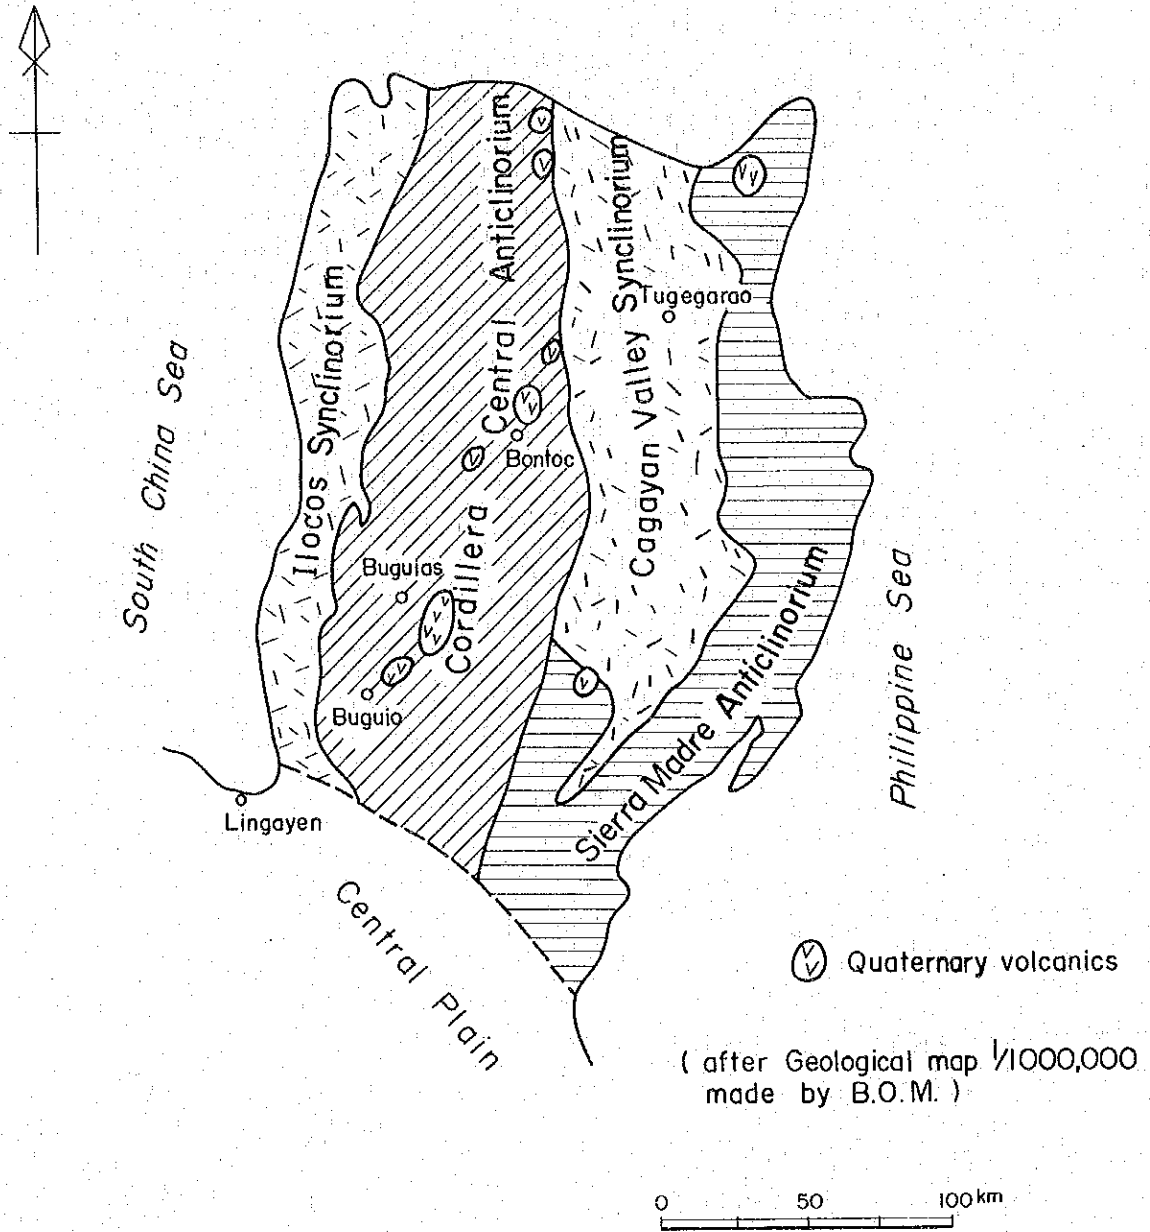 Ilocos Synclinorium
Cordillera Central Anticlinorium
Cagayan Valley Synclinorium
Sierra Madre Anticlinorium
Tugegarao
Bontoc
Buguias
Buguio
Lingayen
South China Sea
Philippine Sea
Central Plain
Quaternary volcanics
( after Geological map 1/1000,000
made by B.O.M. )
0 50 100 km